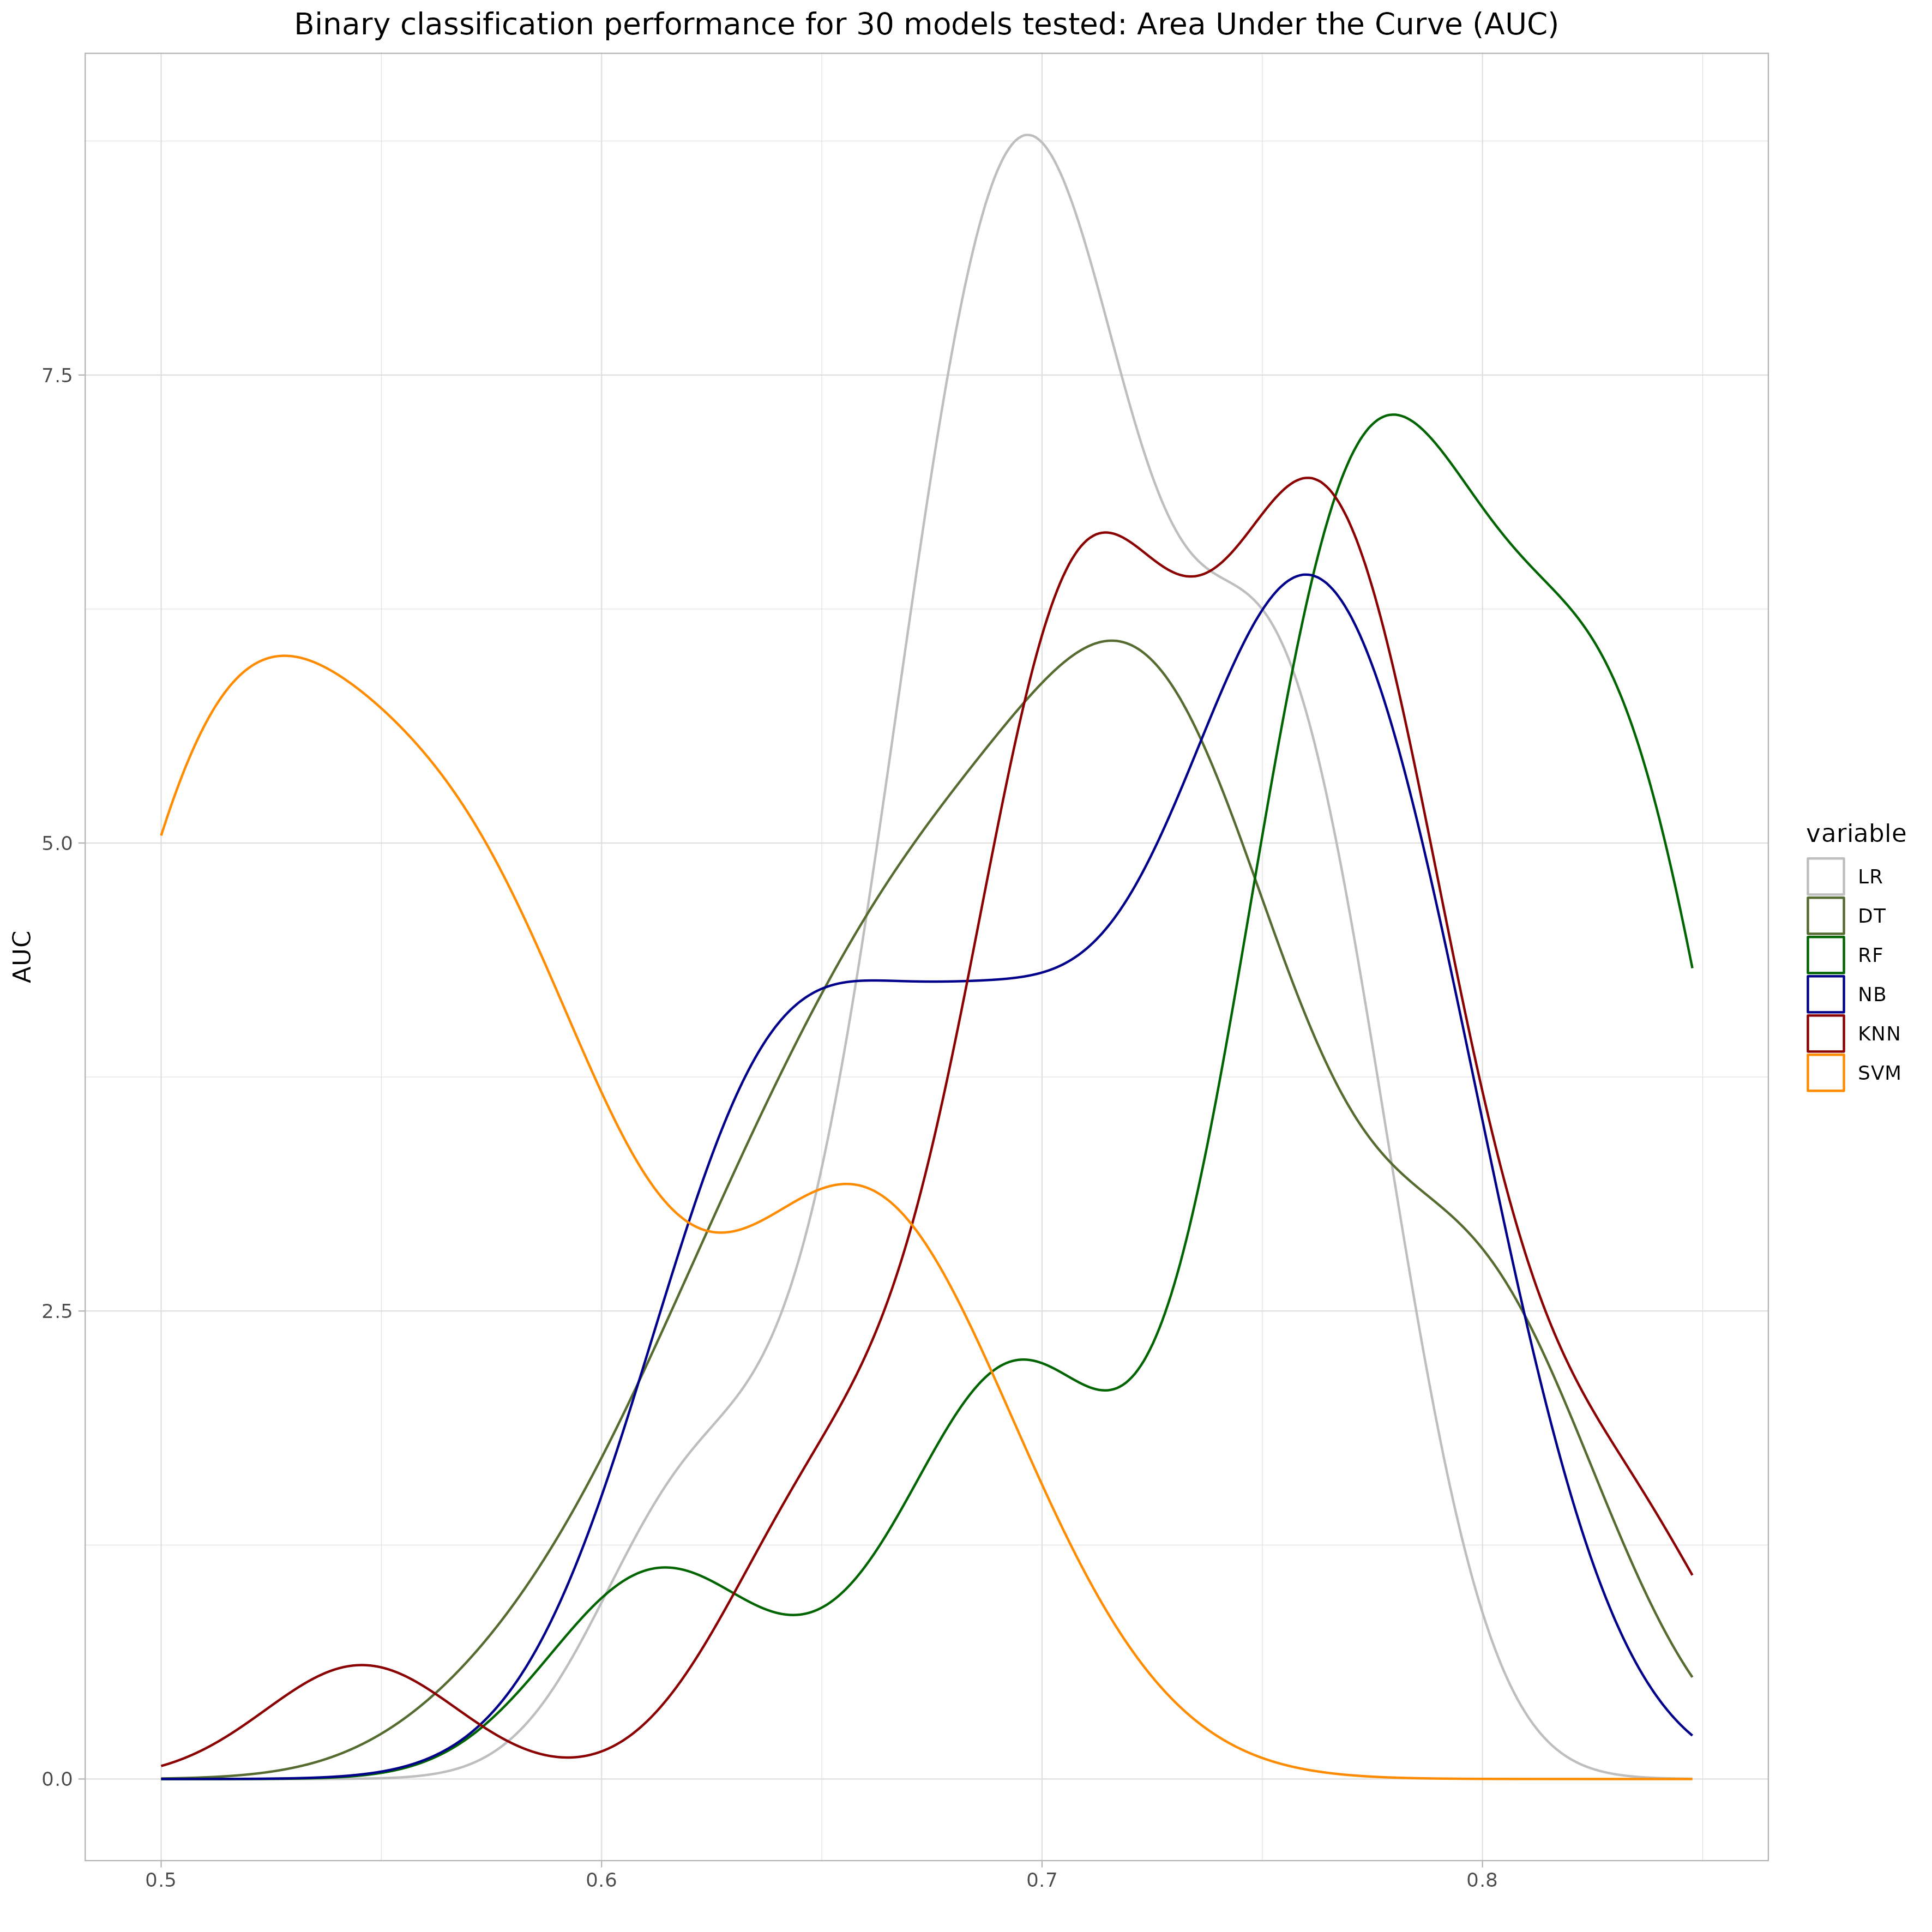 Binary classification performance for 30 models tested: Area Under the Curve (AUC)
AUC
7.5
5.0
2.5
0.0
0.5 0.6 0.7 0.8
variable
LR
DT
RF
NB
KNN
SVM